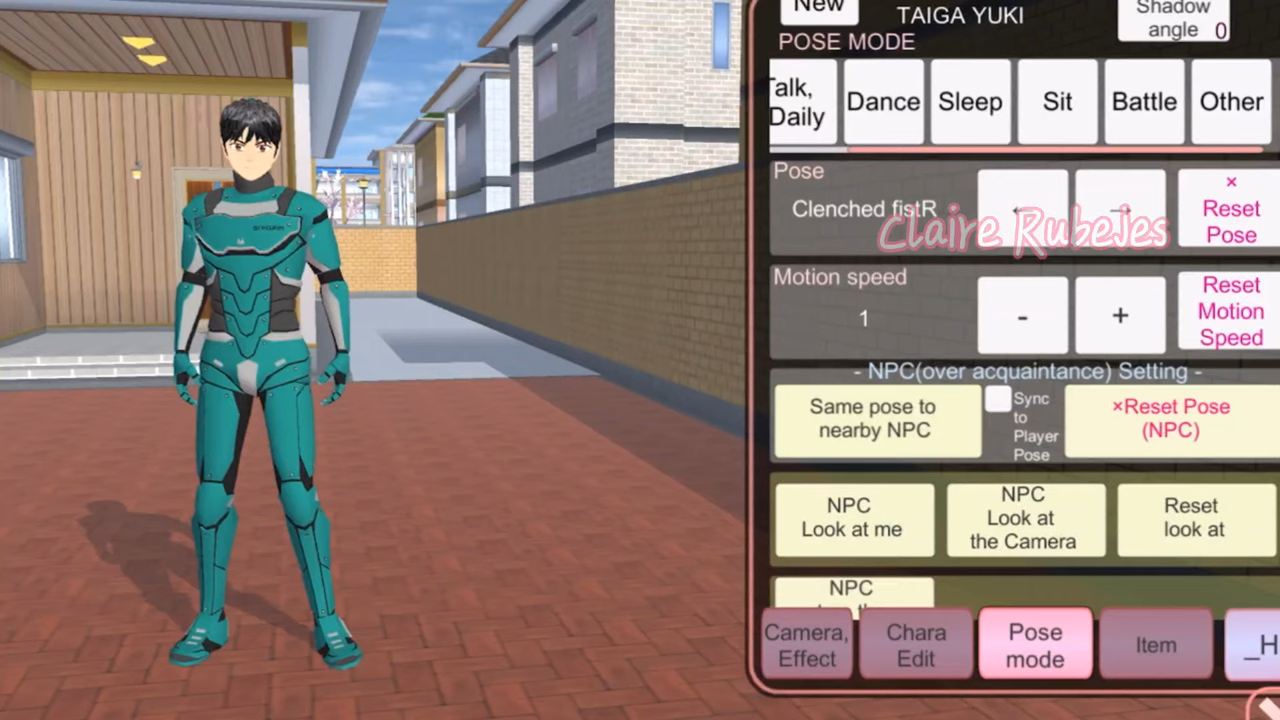 New
TAIGA YUKI
Shadow
angle 0
POSE MODE
Talk,
Daily
Dance
Sleep
Sit
Battle
Other
Pose
Clenched fistR
←
→
×
Reset
Pose
Claire Rubejes
Motion speed
1
-
+
Reset
Motion
Speed
- NPC(over acquaintance) Setting -
Same pose to
nearby NPC
Sync
to
Player
Pose
×Reset Pose
(NPC)
NPC
Look at me
NPC
Look at
the Camera
Reset
look at
NPC
Camera,
Effect
Chara
Edit
Pose
mode
Item
_H